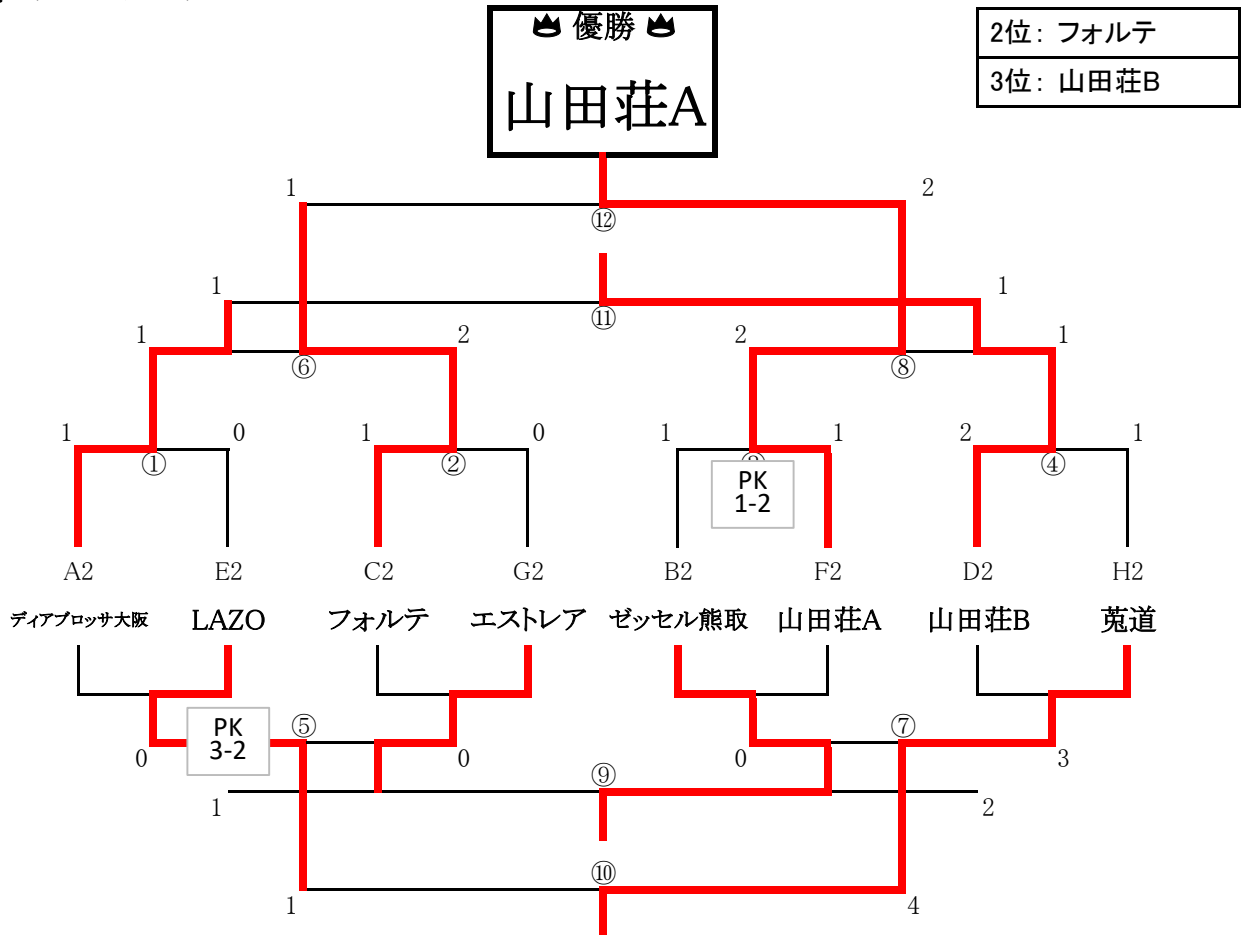 優勝
山田荘A
2位： フォルテ
3位： 山田荘B
1 2
⑫
1 1
⑪
1 2 2 1
⑥ ⑧
1 0 1 0 1 1 2 1
① ② ④
PK
1-2
A2 E2 C2 G2 B2 F2 D2 H2
ディアブロッサ大阪 LAZO フォルテ エストレア ゼッセル熊取 山田荘A 山田荘B 莵道
PK
3-2
⑤ ⑦
0 0 0 3
⑨
1 2
⑩
1 4